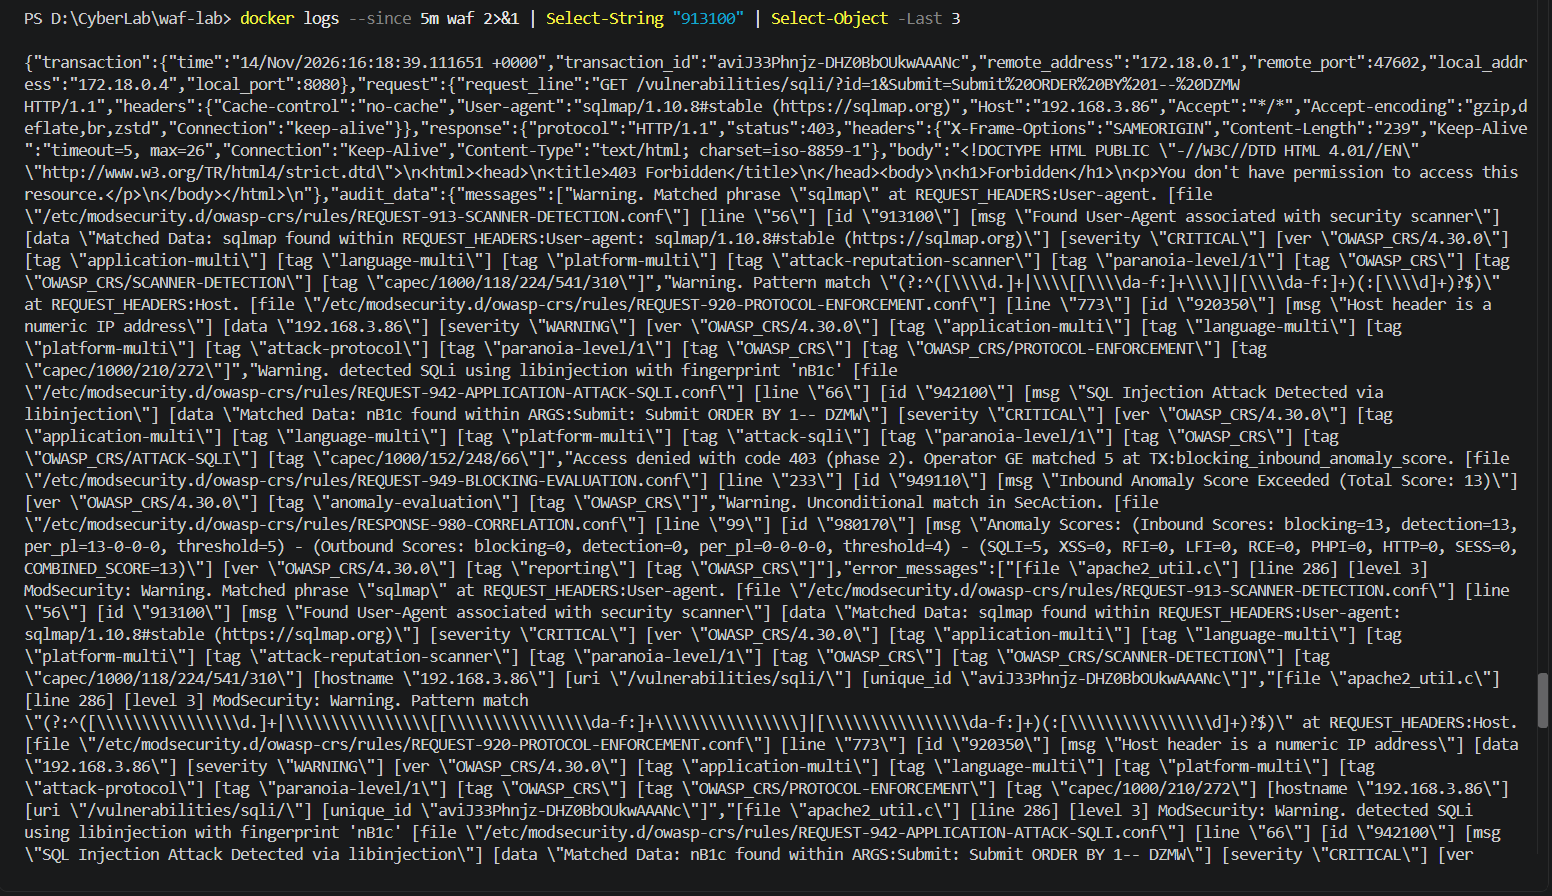 PS D:\CyberLab\waf-lab> docker logs --since 5m waf 2>&1 | Select-String "913100" | Select-Object -Last 3
{"transaction":{"time":"14/Nov/2026:16:18:39.111651 +0000","transaction_id":"aviJ33Phnjz-DHZ0BbOUkwAAANc","remote_address":"172.18.0.1","remote_port":47602,"local_addr
ess":"172.18.0.4","local_port":8080},"request":{"request_line":"GET /vulnerabilities/sqli/?id=1&Submit=Submit%20ORDER%20BY%201--%20DZMW
HTTP/1.1","headers":{"Cache-control":"no-cache","User-agent":"sqlmap/1.10.8#stable (https://sqlmap.org)","Host":"192.168.3.86","Accept":"*/*","Accept-encoding":"gzip,d
eflate,br,zstd","Connection":"keep-alive"}},"response":{"protocol":"HTTP/1.1","status":403,"headers":{"X-Frame-Options":"SAMEORIGIN","Content-Length":"239","Keep-Alive
":"timeout=5, max=26","Connection":"Keep-Alive","Content-Type":"text/html; charset=iso-8859-1"},"body":"<!DOCTYPE HTML PUBLIC \"-//W3C//DTD HTML 4.01//EN\"
\"http://www.w3.org/TR/html4/strict.dtd\">\n<html><head>\n<title>403 Forbidden</title>\n</head><body>\n<h1>Forbidden</h1>\n<p>You don't have permission to access this
resource.</p>\n</body></html>\n"},"audit_data":{"messages":["Warning. Matched phrase \"sqlmap\" at REQUEST_HEADERS:User-agent. [file
\"/etc/modsecurity.d/owasp-crs/rules/REQUEST-913-SCANNER-DETECTION.conf\"] [line \"56\"] [id \"913100\"] [msg \"Found User-Agent associated with security scanner\"]
[data \"Matched Data: sqlmap found within REQUEST_HEADERS:User-agent: sqlmap/1.10.8#stable (https://sqlmap.org)\"] [severity \"CRITICAL\"] [ver \"OWASP_CRS/4.30.0\"]
[tag \"application-multi\"] [tag \"language-multi\"] [tag \"platform-multi\"] [tag \"attack-reputation-scanner\"] [tag \"paranoia-level/1\"] [tag \"OWASP_CRS\"] [tag
\"OWASP_CRS/SCANNER-DETECTION\"] [tag \"capec/1000/118/224/541/310\"]","Warning. Pattern match \"(?:^([\\\\d.]+|\\\\[[\\\\da-f:]+\\\\]|[\\\\da-f:]+)(:[\\\\d]+)?$)\"
at REQUEST_HEADERS:Host. [file \"/etc/modsecurity.d/owasp-crs/rules/REQUEST-920-PROTOCOL-ENFORCEMENT.conf\"] [line \"773\"] [id \"920350\"] [msg \"Host header is a
numeric IP address\"] [data \"192.168.3.86\"] [severity \"WARNING\"] [ver \"OWASP_CRS/4.30.0\"] [tag \"application-multi\"] [tag \"language-multi\"] [tag
\"platform-multi\"] [tag \"attack-protocol\"] [tag \"paranoia-level/1\"] [tag \"OWASP_CRS\"] [tag \"OWASP_CRS/PROTOCOL-ENFORCEMENT\"] [tag
\"capec/1000/210/272\"]","Warning. detected SQLi using libinjection with fingerprint 'nB1c' [file
\"/etc/modsecurity.d/owasp-crs/rules/REQUEST-942-APPLICATION-ATTACK-SQLI.conf\"] [line \"66\"] [id \"942100\"] [msg \"SQL Injection Attack Detected via
libinjection\"] [data \"Matched Data: nB1c found within ARGS:Submit: Submit ORDER BY 1-- DZMW\"] [severity \"CRITICAL\"] [ver \"OWASP_CRS/4.30.0\"] [tag
\"application-multi\"] [tag \"language-multi\"] [tag \"platform-multi\"] [tag \"attack-sqli\"] [tag \"paranoia-level/1\"] [tag \"OWASP_CRS\"] [tag
\"OWASP_CRS/ATTACK-SQLI\"] [tag \"capec/1000/152/248/66\"]","Access denied with code 403 (phase 2). Operator GE matched 5 at TX:blocking_inbound_anomaly_score. [file
\"/etc/modsecurity.d/owasp-crs/rules/REQUEST-949-BLOCKING-EVALUATION.conf\"] [line \"233\"] [id \"949110\"] [msg \"Inbound Anomaly Score Exceeded (Total Score: 13)\"]
[ver \"OWASP_CRS/4.30.0\"] [tag \"anomaly-evaluation\"] [tag \"OWASP_CRS\"]","Warning. Unconditional match in SecAction. [file
\"/etc/modsecurity.d/owasp-crs/rules/RESPONSE-980-CORRELATION.conf\"] [line \"99\"] [id \"980170\"] [msg \"Anomaly Scores: (Inbound Scores: blocking=13, detection=13,
per_pl=13-0-0-0, threshold=5) - (Outbound Scores: blocking=0, detection=0, per_pl=0-0-0-0, threshold=4) - (SQLI=5, XSS=0, RFI=0, LFI=0, RCE=0, PHPI=0, HTTP=0, SESS=0,
COMBINED_SCORE=13)\"] [ver \"OWASP_CRS/4.30.0\"] [tag \"reporting\"] [tag \"OWASP_CRS\"]"],"error_messages":["[file \"apache2_util.c\"] [line 286] [level 3]
ModSecurity: Warning. Matched phrase \"sqlmap\" at REQUEST_HEADERS:User-agent. [file \"/etc/modsecurity.d/owasp-crs/rules/REQUEST-913-SCANNER-DETECTION.conf\"] [line
\"56\"] [id \"913100\"] [msg \"Found User-Agent associated with security scanner\"] [data \"Matched Data: sqlmap found within REQUEST_HEADERS:User-agent:
sqlmap/1.10.8#stable (https://sqlmap.org)\"] [severity \"CRITICAL\"] [ver \"OWASP_CRS/4.30.0\"] [tag \"application-multi\"] [tag \"language-multi\"] [tag
\"platform-multi\"] [tag \"attack-reputation-scanner\"] [tag \"paranoia-level/1\"] [tag \"OWASP_CRS\"] [tag \"OWASP_CRS/SCANNER-DETECTION\"] [tag
\"capec/1000/118/224/541/310\"] [hostname \"192.168.3.86\"] [uri \"/vulnerabilities/sqli/\"] [unique_id \"aviJ33Phnjz-DHZ0BbOUkwAAANc\"]","[file \"apache2_util.c\"]
[line 286] [level 3] ModSecurity: Warning. Pattern match
\"(?:^([\\\\\\\\\\\\\\\\d.]+|\\\\\\\\\\\\\\\\[[\\\\\\\\\\\\\\\\da-f:]+\\\\\\\\\\\\\\\\]|[\\\\\\\\\\\\\\\\da-f:]+)(:[\\\\\\\\\\\\\\\\d]+)?$)\" at REQUEST_HEADERS:Host.
[file \"/etc/modsecurity.d/owasp-crs/rules/REQUEST-920-PROTOCOL-ENFORCEMENT.conf\"] [line \"773\"] [id \"920350\"] [msg \"Host header is a numeric IP address\"] [data
\"192.168.3.86\"] [severity \"WARNING\"] [ver \"OWASP_CRS/4.30.0\"] [tag \"application-multi\"] [tag \"language-multi\"] [tag \"platform-multi\"] [tag
\"attack-protocol\"] [tag \"paranoia-level/1\"] [tag \"OWASP_CRS\"] [tag \"OWASP_CRS/PROTOCOL-ENFORCEMENT\"] [tag \"capec/1000/210/272\"] [hostname \"192.168.3.86\"]
[uri \"/vulnerabilities/sqli/\"] [unique_id \"aviJ33Phnjz-DHZ0BbOUkwAAANc\"]","[file \"apache2_util.c\"] [line 286] [level 3] ModSecurity: Warning. detected SQLi
using libinjection with fingerprint 'nB1c' [file \"/etc/modsecurity.d/owasp-crs/rules/REQUEST-942-APPLICATION-ATTACK-SQLI.conf\"] [line \"66\"] [id \"942100\"] [msg
\"SQL Injection Attack Detected via libinjection\"] [data \"Matched Data: nB1c found within ARGS:Submit: Submit ORDER BY 1-- DZMW\"] [severity \"CRITICAL\"] [ver